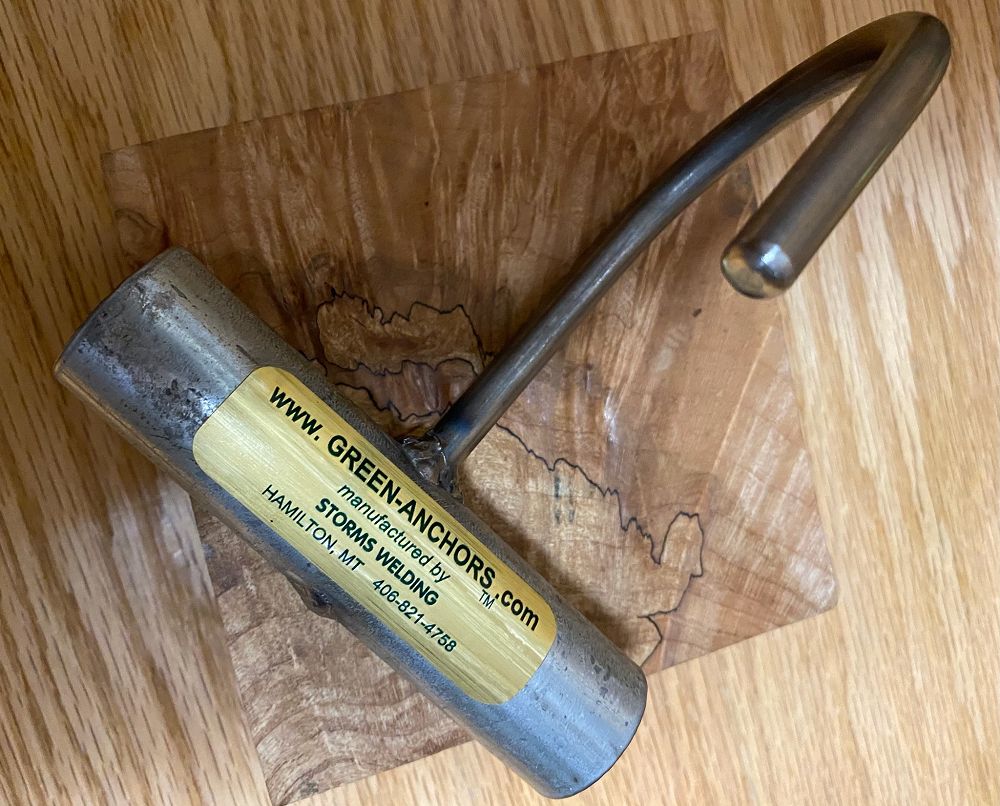 www. GREEN-ANCHORS.com
TM
manufactured by
STORMS WELDING
HAMILTON, MT 406-821-4758